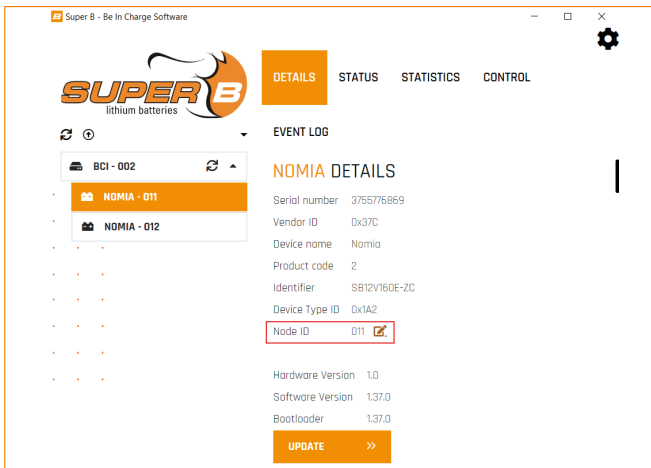 Super B - Be In Charge Software
SUPER B
lithium batteries
DETAILS STATUS STATISTICS CONTROL
EVENT LOG
BCI - 002
NOMIA - 011
NOMIA - 012
NOMIA DETAILS
Serial number 3755776869
Vendor ID 0x37C
Device name Nomia
Product code 2
Identifier SB12V160E-ZC
Device Type ID 0x1A2
Node ID 011
Hardware Version 1.0
Software Version 1.37.0
Bootloader 1.37.0
UPDATE >>